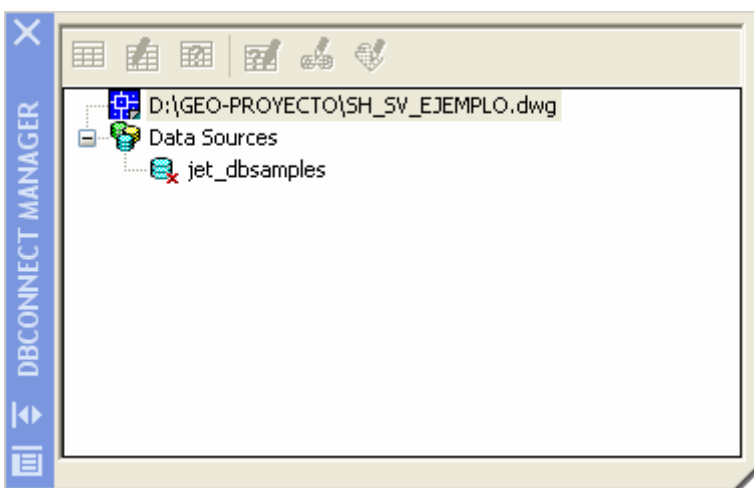 DBCONNECT MANAGER
D:\GEO-PROYECTO\SH_SV_EJEMPLO.dwg
Data Sources
jet_dbsamples